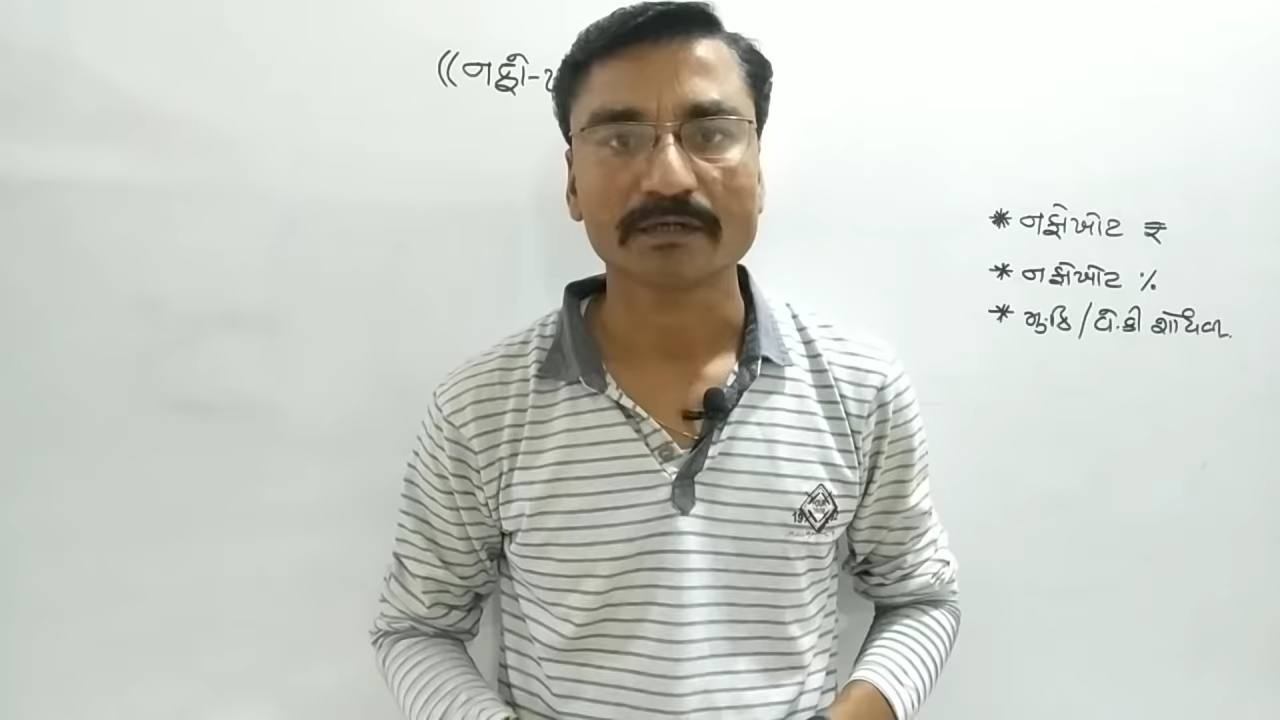 ((નફો-
* નફોખોટ ₹
* નફોખોટ %
* મુ.કિં / વે.કિં શોધવા.